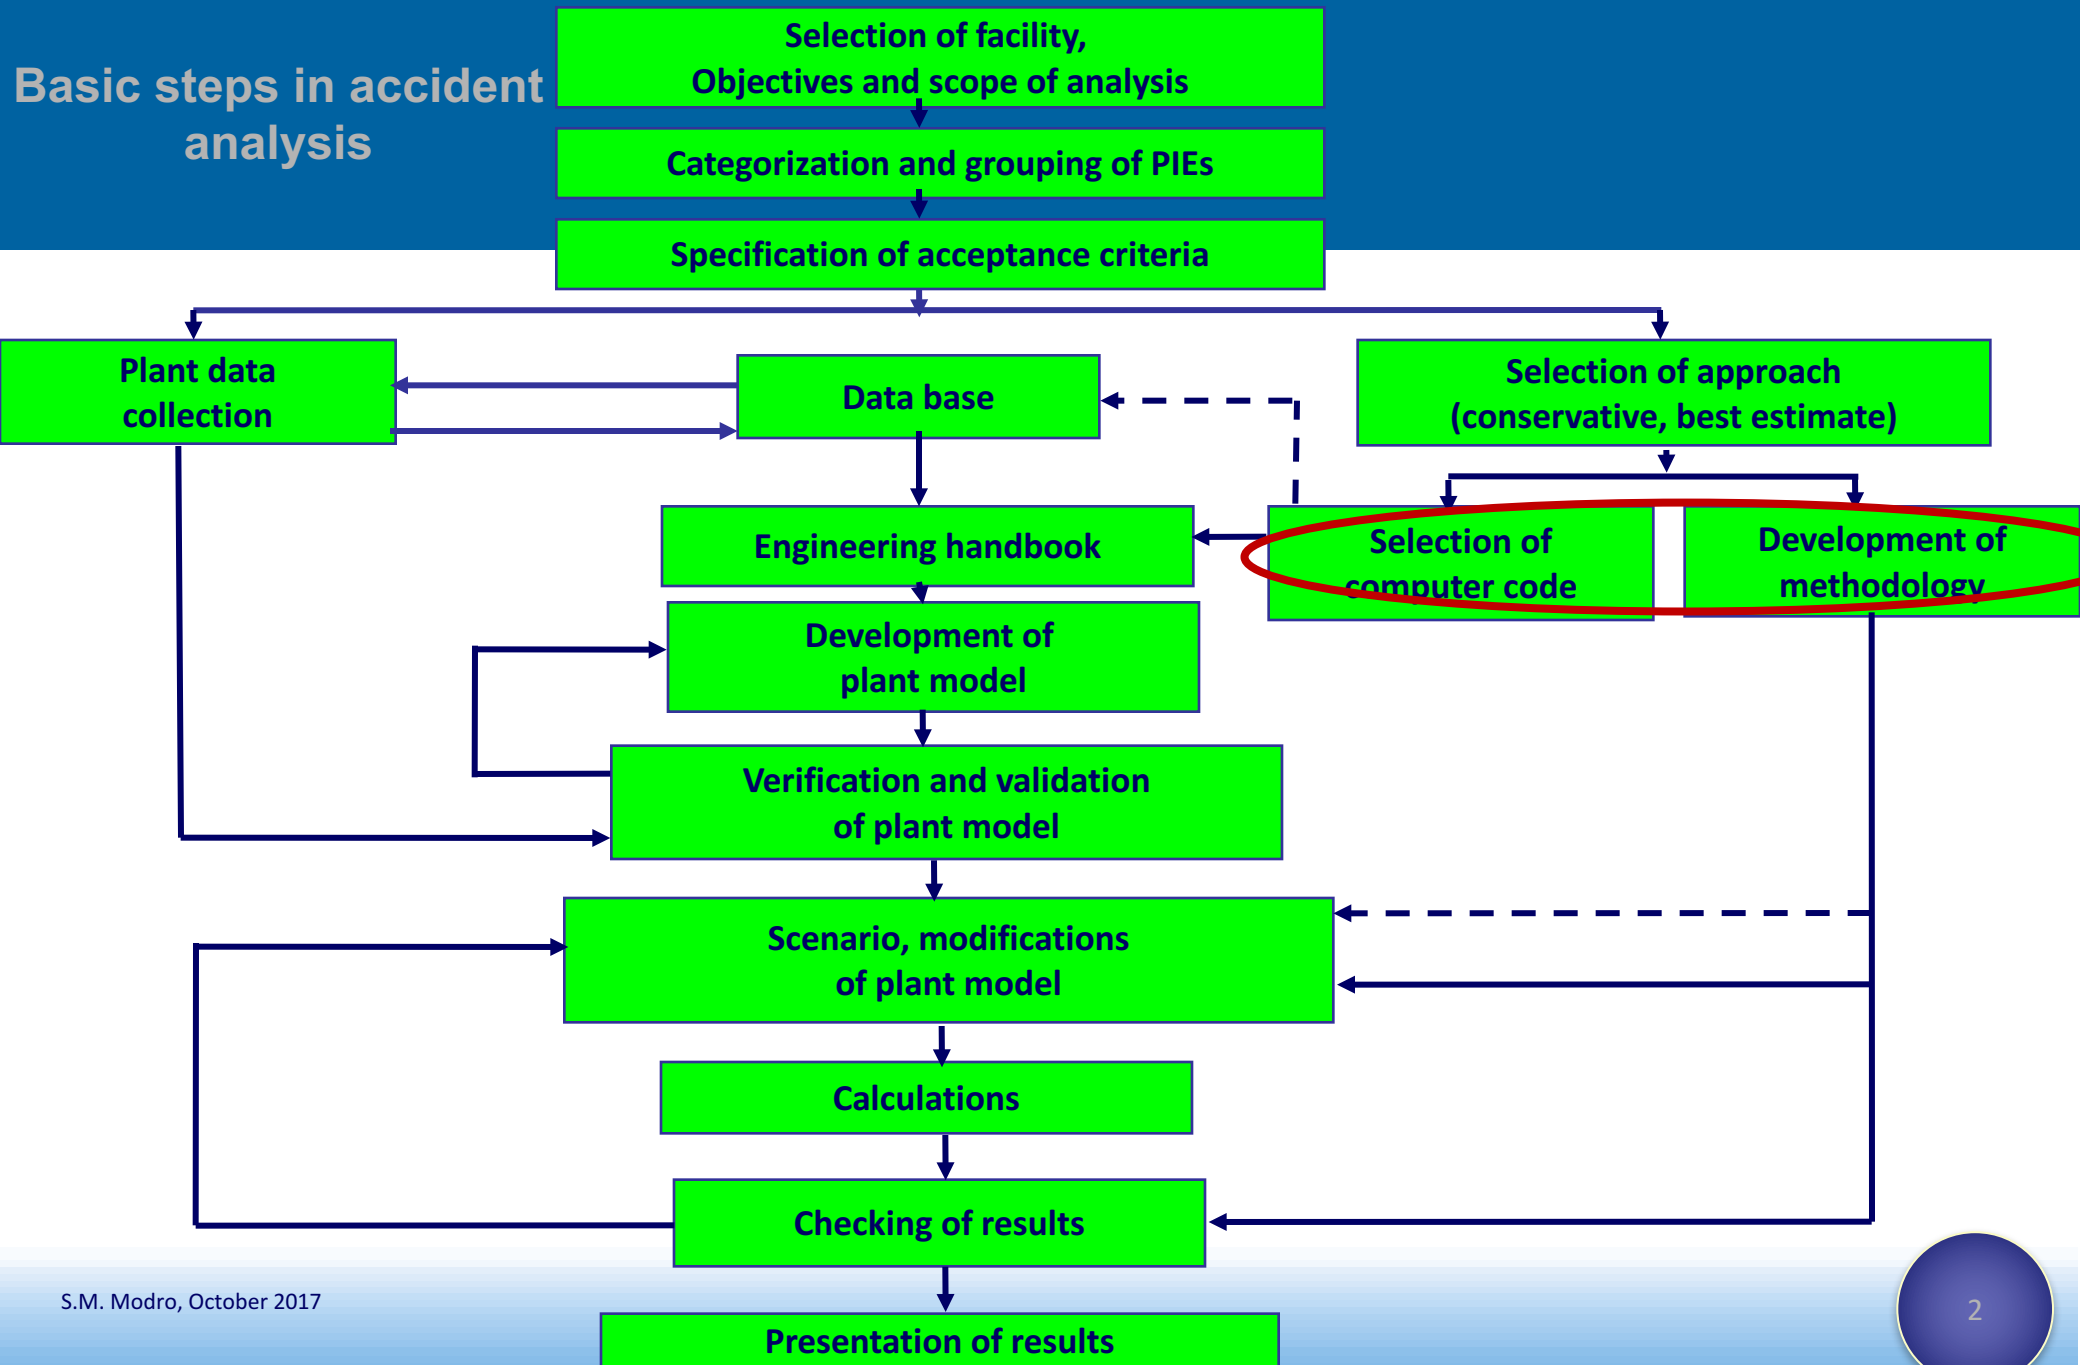 Basic steps in accident
analysis
Selection of facility,
Objectives and scope of analysis
Categorization and grouping of PIEs
Specification of acceptance criteria
Plant data
collection
Data base
Selection of approach
(conservative, best estimate)
Engineering handbook
Selection of
computer code
Development of
methodology
Development of
plant model
Verification and validation
of plant model
Scenario, modifications
of plant model
Calculations
Checking of results
Presentation of results
S.M. Modro, October 2017
2